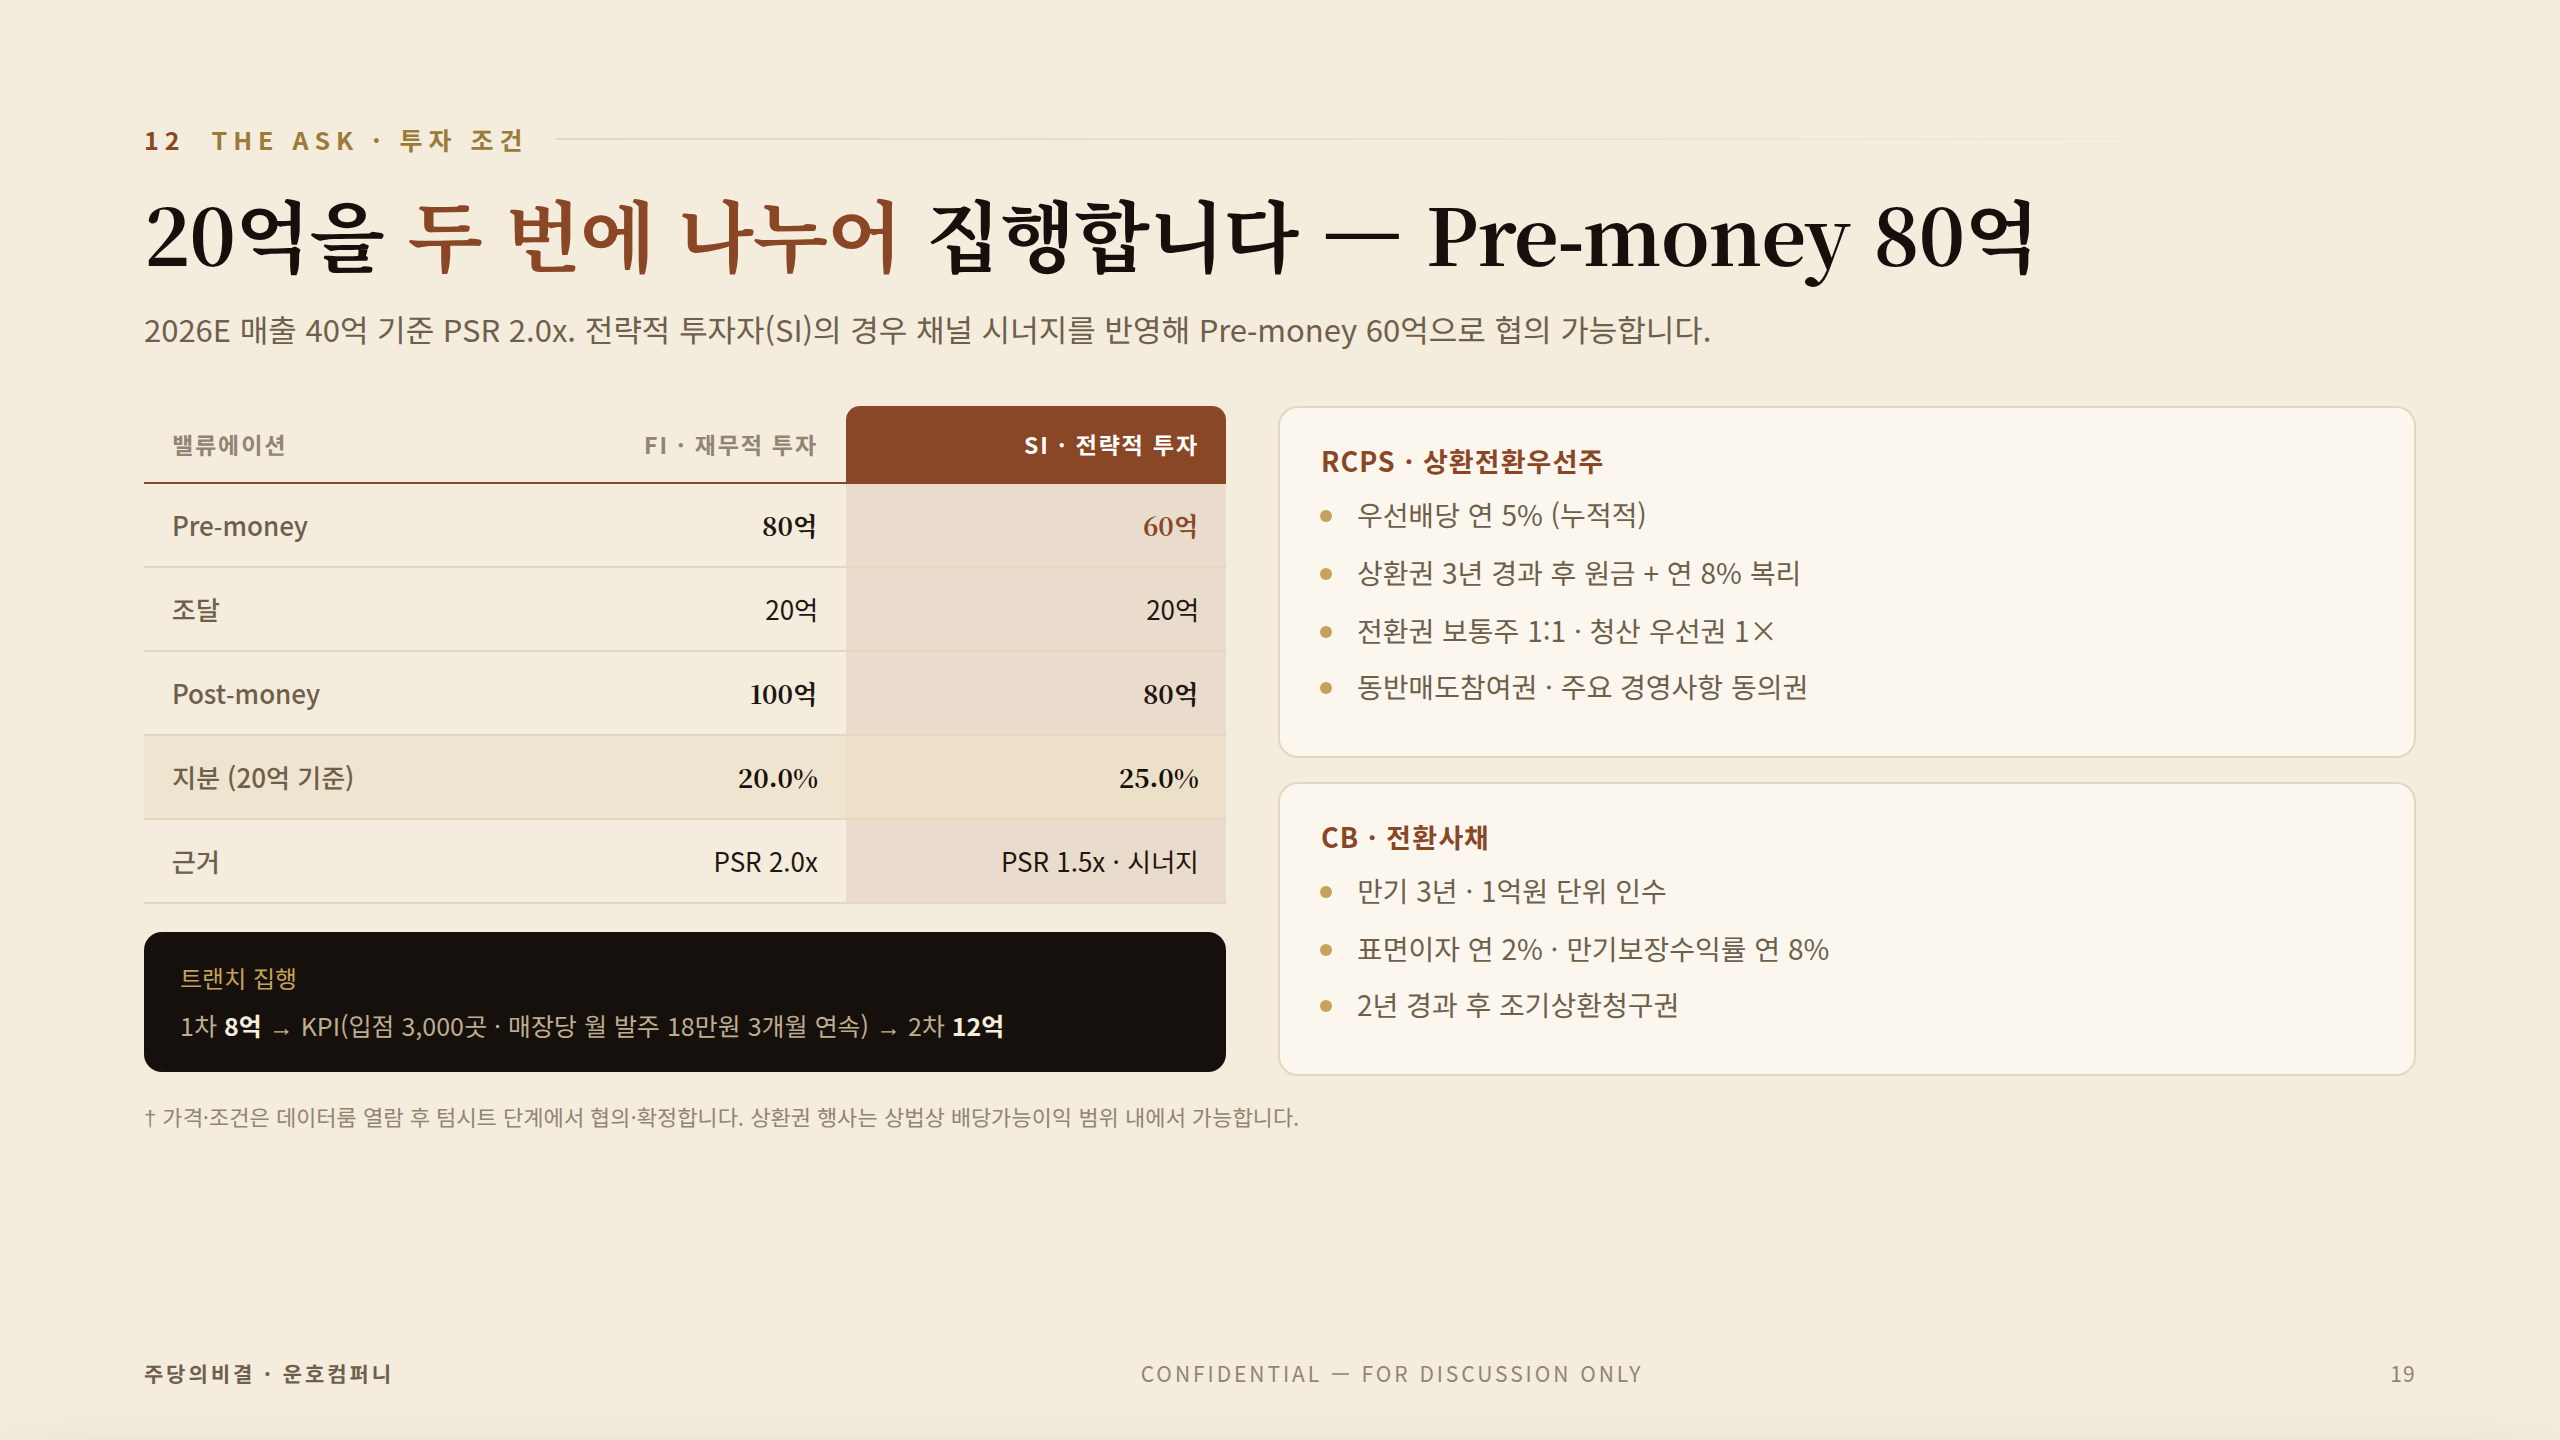 12 THE ASK · 투자 조건
20억을 두 번에 나누어 집행합니다 — Pre-money 80억
2026E 매출 40억 기준 PSR 2.0x. 전략적 투자자(SI)의 경우 채널 시너지를 반영해 Pre-money 60억으로 협의 가능합니다.
밸류에이션 FI · 재무적 투자 SI · 전략적 투자
Pre-money 80억 60억
조달 20억 20억
Post-money 100억 80억
지분 (20억 기준) 20.0% 25.0%
근거 PSR 2.0x PSR 1.5x · 시너지
트랜치 집행
1차 8억 → KPI(입점 3,000곳 · 매장당 월 발주 18만원 3개월 연속) → 2차 12억
RCPS · 상환전환우선주
우선배당 연 5% (누적적)
상환권 3년 경과 후 원금 + 연 8% 복리
전환권 보통주 1:1 · 청산 우선권 1×
동반매도참여권 · 주요 경영사항 동의권
CB · 전환사채
만기 3년 · 1억원 단위 인수
표면이자 연 2% · 만기보장수익률 연 8%
2년 경과 후 조기상환청구권
† 가격·조건은 데이터룸 열람 후 텀시트 단계에서 협의·확정합니다. 상환권 행사는 상법상 배당가능이익 범위 내에서 가능합니다.
주당의비결 · 운호컴퍼니 CONFIDENTIAL — FOR DISCUSSION ONLY 19